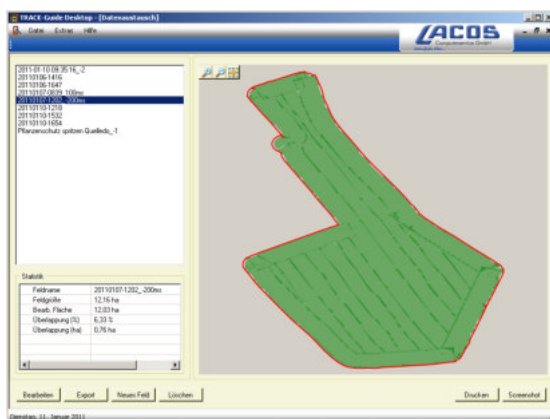 TRACK-Guide Desktop - [Datenaustausch]
Datei Extras Hilfe
LACOS
Computerservice GmbH
2011-01-10 09:35:16_-2
20110106-1416
20110106-1647
20110107-0839_100ms
20110107-1202_-200ms
20110110-1218
20110110-1532
20110110-1654
Pflanzenschutz spritzen Quelleds_-1
Statistik
Feldname 20110107-1202_-200ms
Feldgröße 12,16 ha
Bearb. Fläche 12,03 ha
Überlappung (%) 6,33 %
Überlappung (ha) 0,76 ha
Bearbeiten Export Neues Feld Löschen Drucken Screenshot
Dienstag, 11. Januar 2011